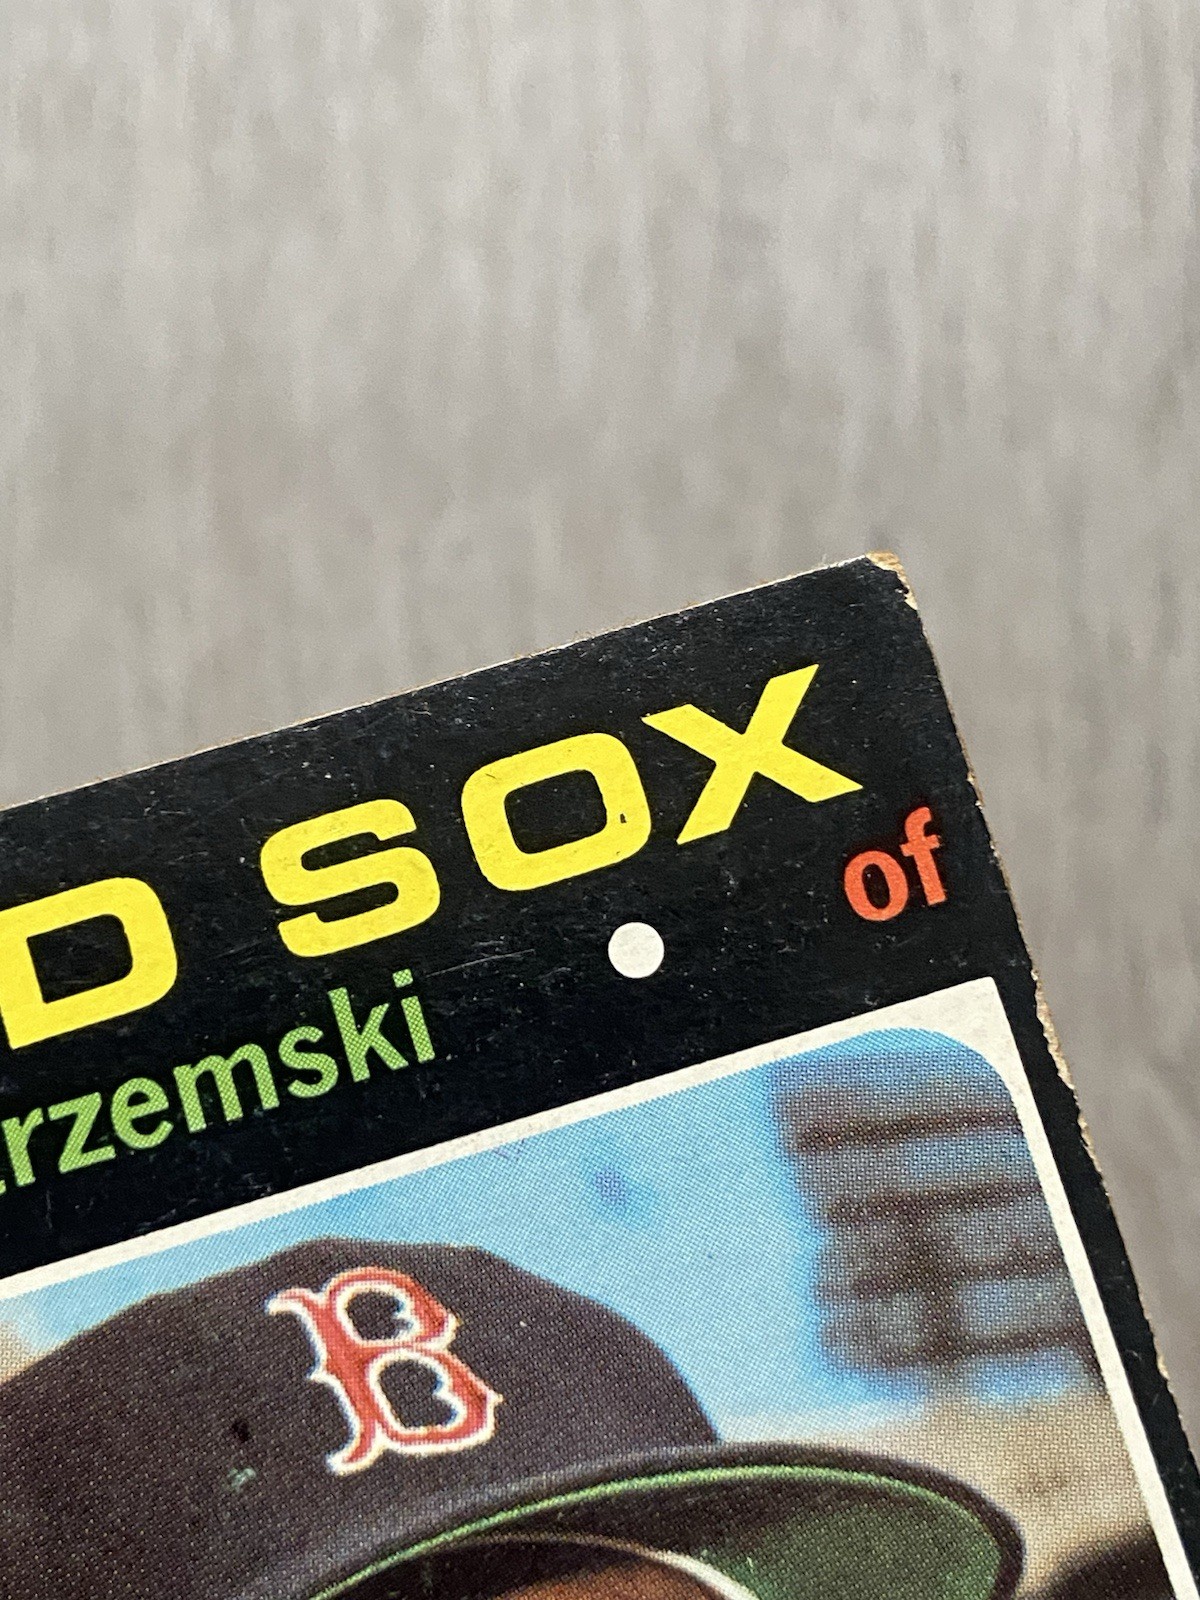 D SOX
rzemski • of
B